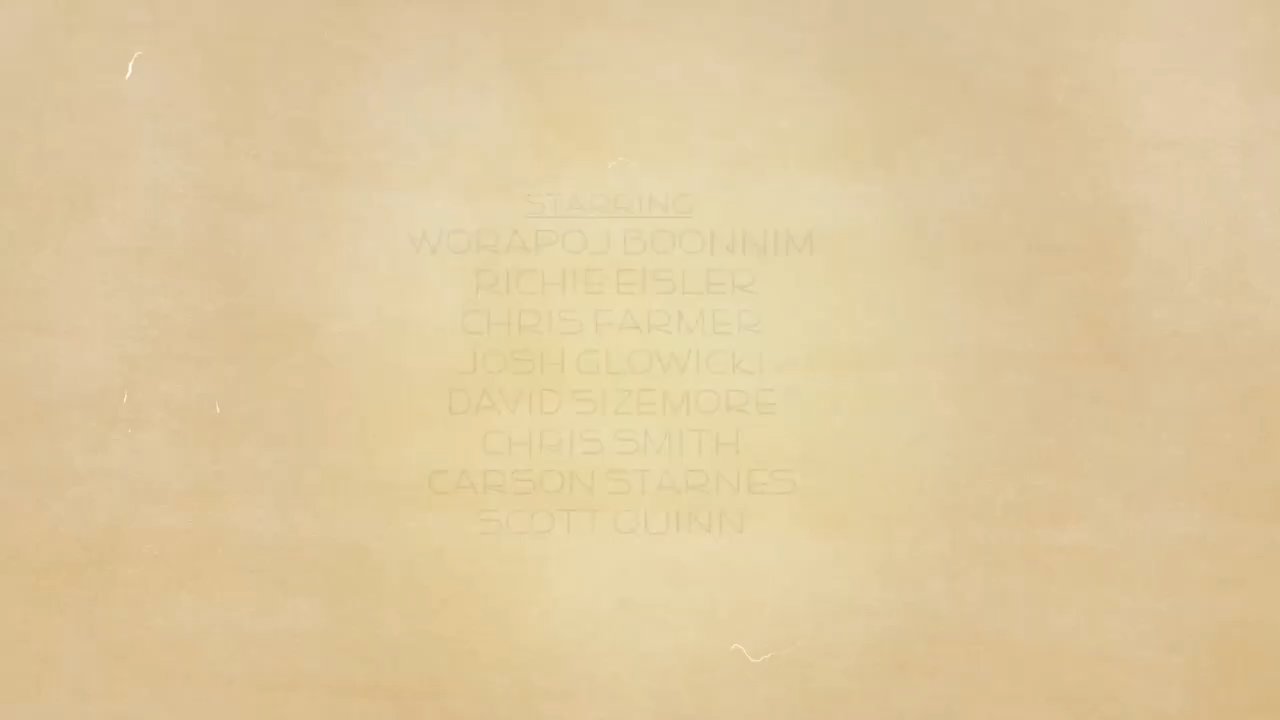 STARRING
WORAPOJ BOONNIM
RICHIE EISLER
CHRIS FARMER
JOSH GLOWICKI
DAVID SIZEMORE
CHRIS SMITH
CARSON STARNES
SCOTT QUINN